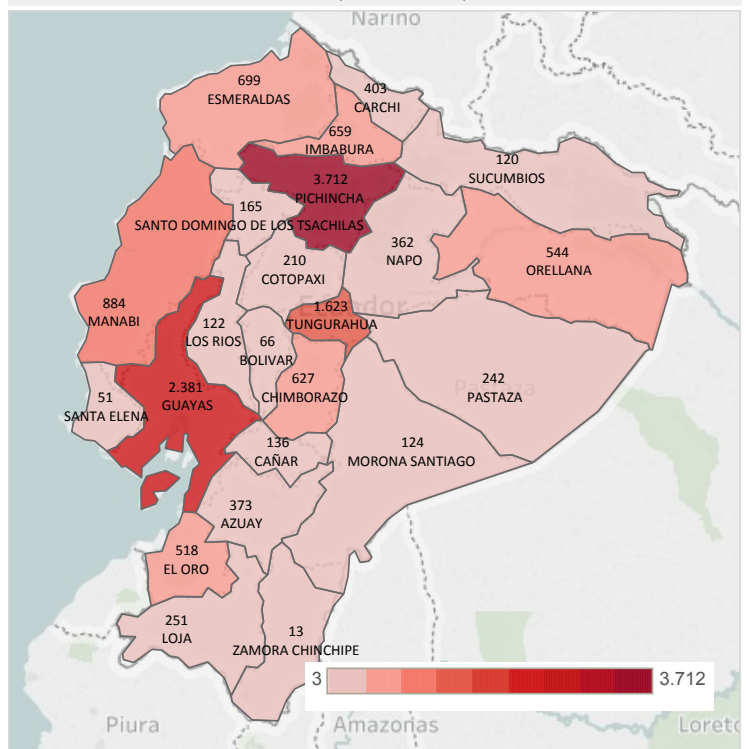 Nariño
699
ESMERALDAS
403
CARCHI
659
IMBABURA
120
SUCUMBIOS
3.712
PICHINCHA
165
SANTO DOMINGO DE LOS TSACHILAS
362
NAPO
544
ORELLANA
210
COTOPAXI
884
MANABI
Ecuador
1.623
TUNGURAHUA
122
LOS RIOS
66
BOLIVAR
627
CHIMBORAZO
Pastaza
242
PASTAZA
51
SANTA ELENA
2.381
GUAYAS
136
CAÑAR
124
MORONA SANTIAGO
373
AZUAY
518
EL ORO
251
LOJA
13
ZAMORA CHINCHIPE
3
3.712
Piura
Amazonas
Loreto